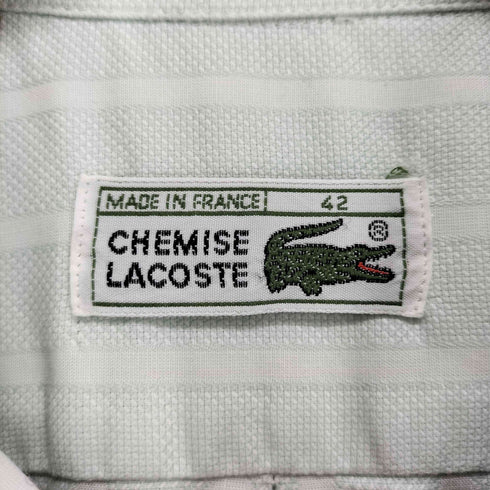 MADE IN FRANCE 42
CHEMISE
LACOSTE ®